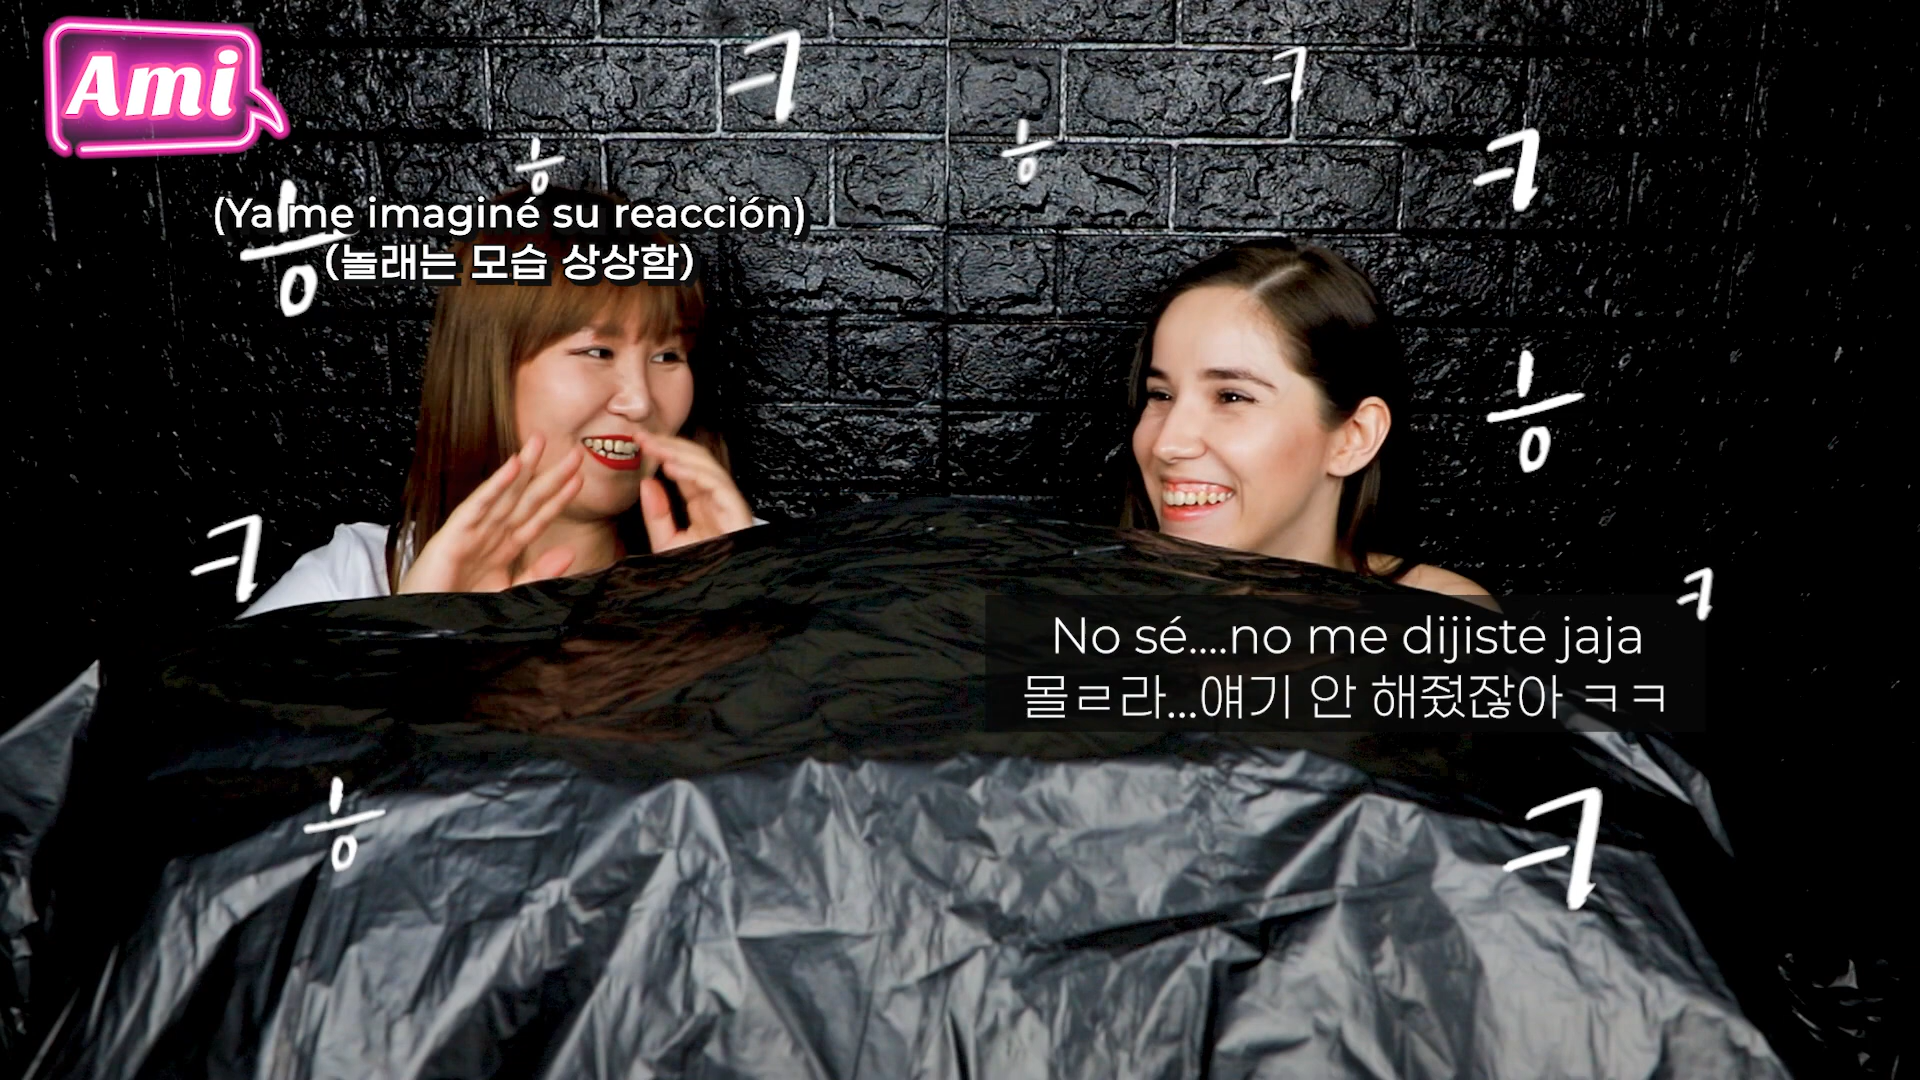 Ami
ㅋ
ㅋ
ㅎ
ㅎ
ㅋ
ㅎ
(Ya me imaginé su reacción)
(놀래는 모습 상상함)
ㅎ
ㅋ
ㅋ
No sé....no me dijiste jaja
몰ㄹ라...얘기 안 해줬잖아 ㅋㅋ
ㅎ
ㅋ